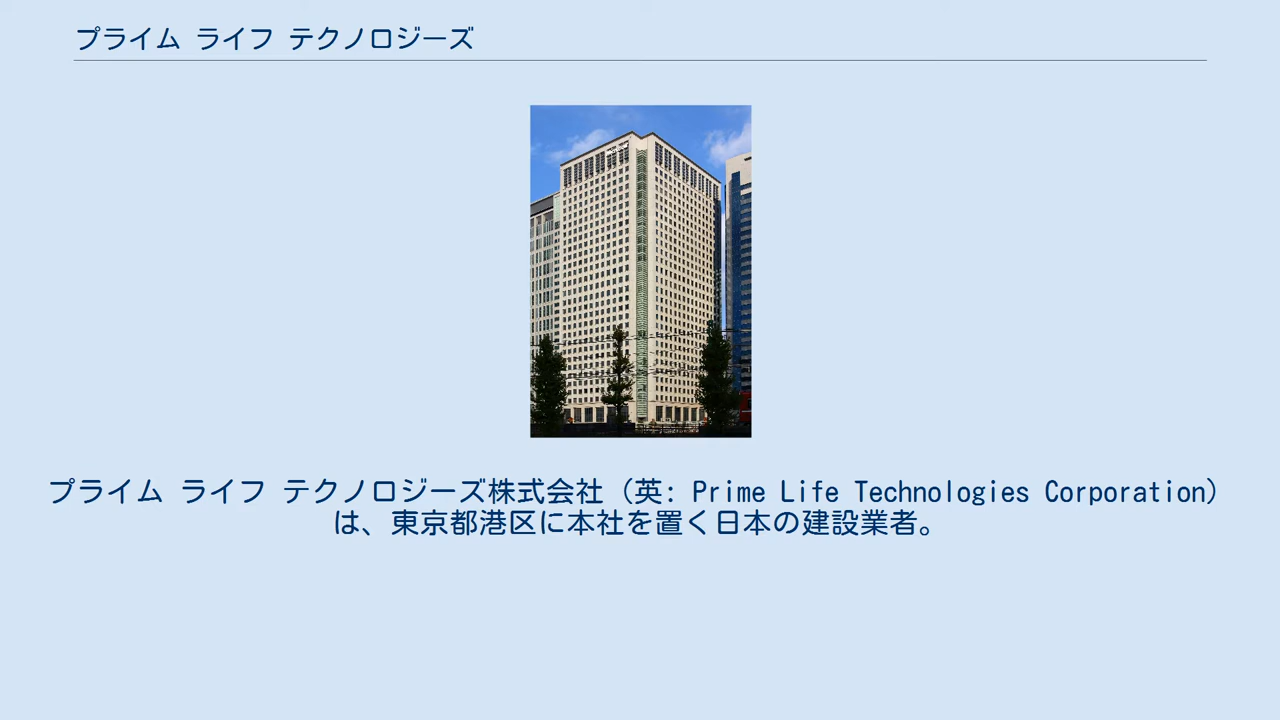 プライム ライフ テクノロジーズ
プライム ライフ テクノロジーズ株式会社（英: Prime Life Technologies Corporation）
は、東京都港区に本社を置く日本の建設業者。